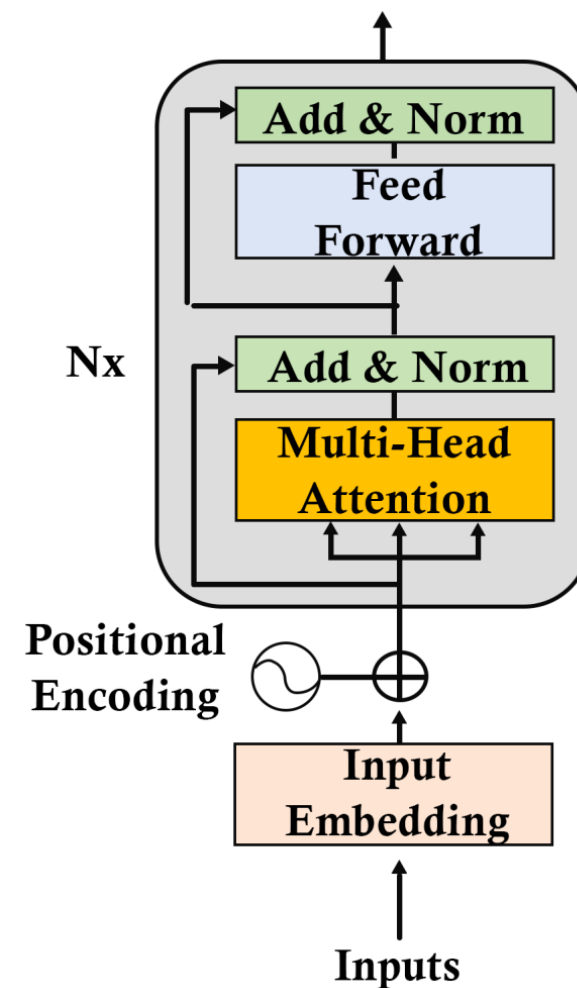 Add & Norm
Feed
Forward
Nx
Add & Norm
Multi-Head
Attention
Positional
Encoding
Input
Embedding
Inputs